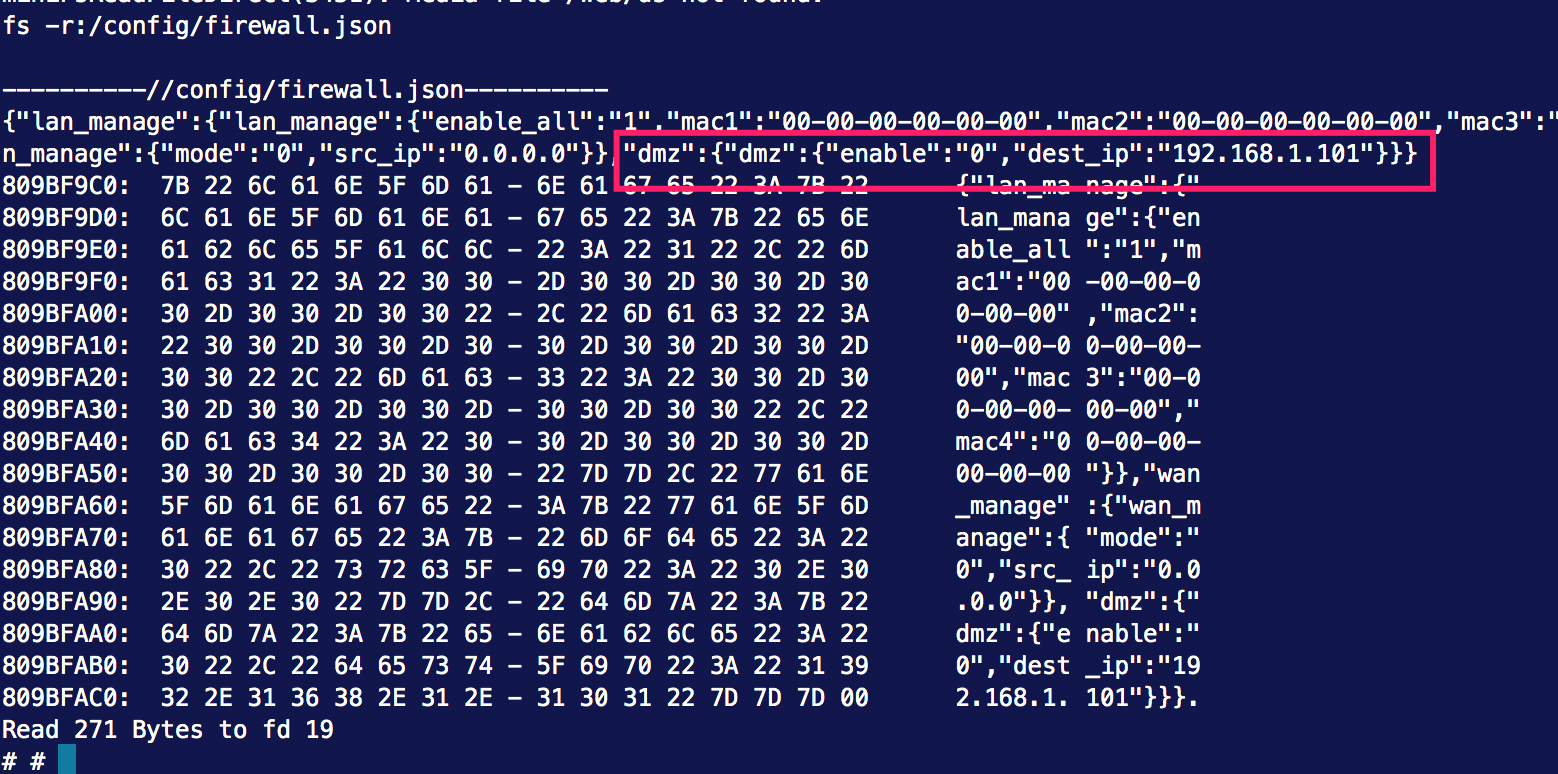 fs -r:/config/firewall.json
----------//config/firewall.json----------
{"lan_manage":{"lan_manage":{"enable_all":"1","mac1":"00-00-00-00-00-00","mac2":"00-00-00-00-00-00","mac3":"
n_manage":{"mode":"0","src_ip":"0.0.0.0"}},"dmz":{"dmz":{"enable":"0","dest_ip":"192.168.1.101"}}}
809BF9C0:  7B 22 6C 61 6E 5F 6D 61 - 6E 61 67 65 22 3A 7B 22      {"lan_ma nage":{"
809BF9D0:  6C 61 6E 5F 6D 61 6E 61 - 67 65 22 3A 7B 22 65 6E      lan_mana ge":{"en
809BF9E0:  61 62 6C 65 5F 61 6C 6C - 22 3A 22 31 22 2C 22 6D      able_all ":"1","m
809BF9F0:  61 63 31 22 3A 22 30 30 - 2D 30 30 2D 30 30 2D 30      ac1":"00 -00-00-0
809BFA00:  30 2D 30 30 2D 30 30 22 - 2C 22 6D 61 63 32 22 3A      0-00-00" ,"mac2":
809BFA10:  22 30 30 2D 30 30 2D 30 - 30 2D 30 30 2D 30 30 2D      "00-00-0 0-00-00-
809BFA20:  30 30 22 2C 22 6D 61 63 - 33 22 3A 22 30 30 2D 30      00","mac 3":"00-0
809BFA30:  30 2D 30 30 2D 30 30 2D - 30 30 2D 30 30 22 2C 22      0-00-00- 00-00","
809BFA40:  6D 61 63 34 22 3A 22 30 - 30 2D 30 30 2D 30 30 2D      mac4":"0 0-00-00-
809BFA50:  30 30 2D 30 30 2D 30 30 - 22 7D 7D 2C 22 77 61 6E      00-00-00 "}},"wan
809BFA60:  5F 6D 61 6E 61 67 65 22 - 3A 7B 22 77 61 6E 5F 6D      _manage" :{"wan_m
809BFA70:  61 6E 61 67 65 22 3A 7B - 22 6D 6F 64 65 22 3A 22      anage":{ "mode":"
809BFA80:  30 22 2C 22 73 72 63 5F - 69 70 22 3A 22 30 2E 30      0","src_ ip":"0.0
809BFA90:  2E 30 2E 30 22 7D 7D 2C - 22 64 6D 7A 22 3A 7B 22      .0.0"}}, "dmz":{"
809BFAA0:  64 6D 7A 22 3A 7B 22 65 - 6E 61 62 6C 65 22 3A 22      dmz":{"e nable":"
809BFAB0:  30 22 2C 22 64 65 73 74 - 5F 69 70 22 3A 22 31 39      0","dest _ip":"19
809BFAC0:  32 2E 31 36 38 2E 31 2E - 31 30 31 22 7D 7D 7D 00      2.168.1. 101"}}}.
Read 271 Bytes to fd 19
# #